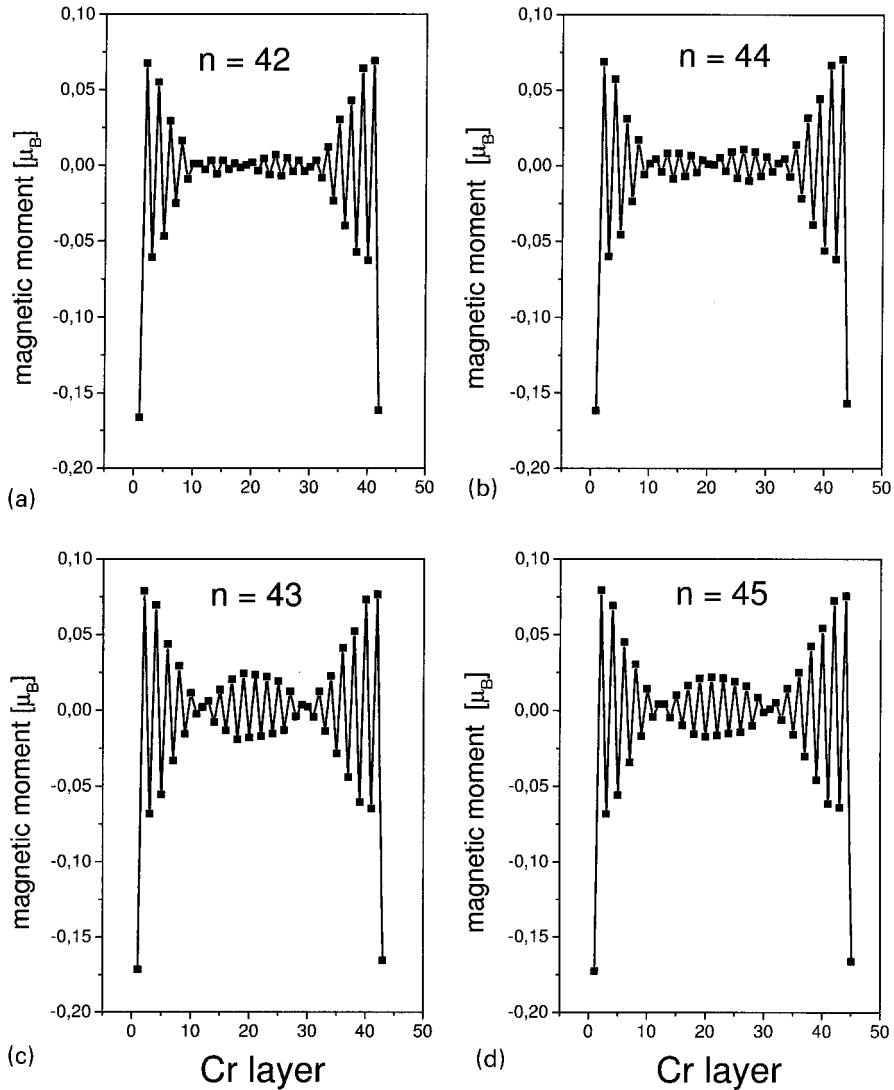 n = 42
0,10
0,05
0,00
-0,05
-0,10
-0,15
-0,20
magnetic moment [μB]
0 10 20 30 40 50
(a)
n = 44
0,10
0,05
0,00
-0,05
-0,10
-0,15
-0,20
magnetic moment [μB]
0 10 20 30 40 50
(b)
n = 43
0,10
0,05
0,00
-0,05
-0,10
-0,15
-0,20
magnetic moment [μB]
0 10 20 30 40 50
(c)
Cr layer
n = 45
0,10
0,05
0,00
-0,05
-0,10
-0,15
-0,20
magnetic moment [μB]
0 10 20 30 40 50
(d)
Cr layer